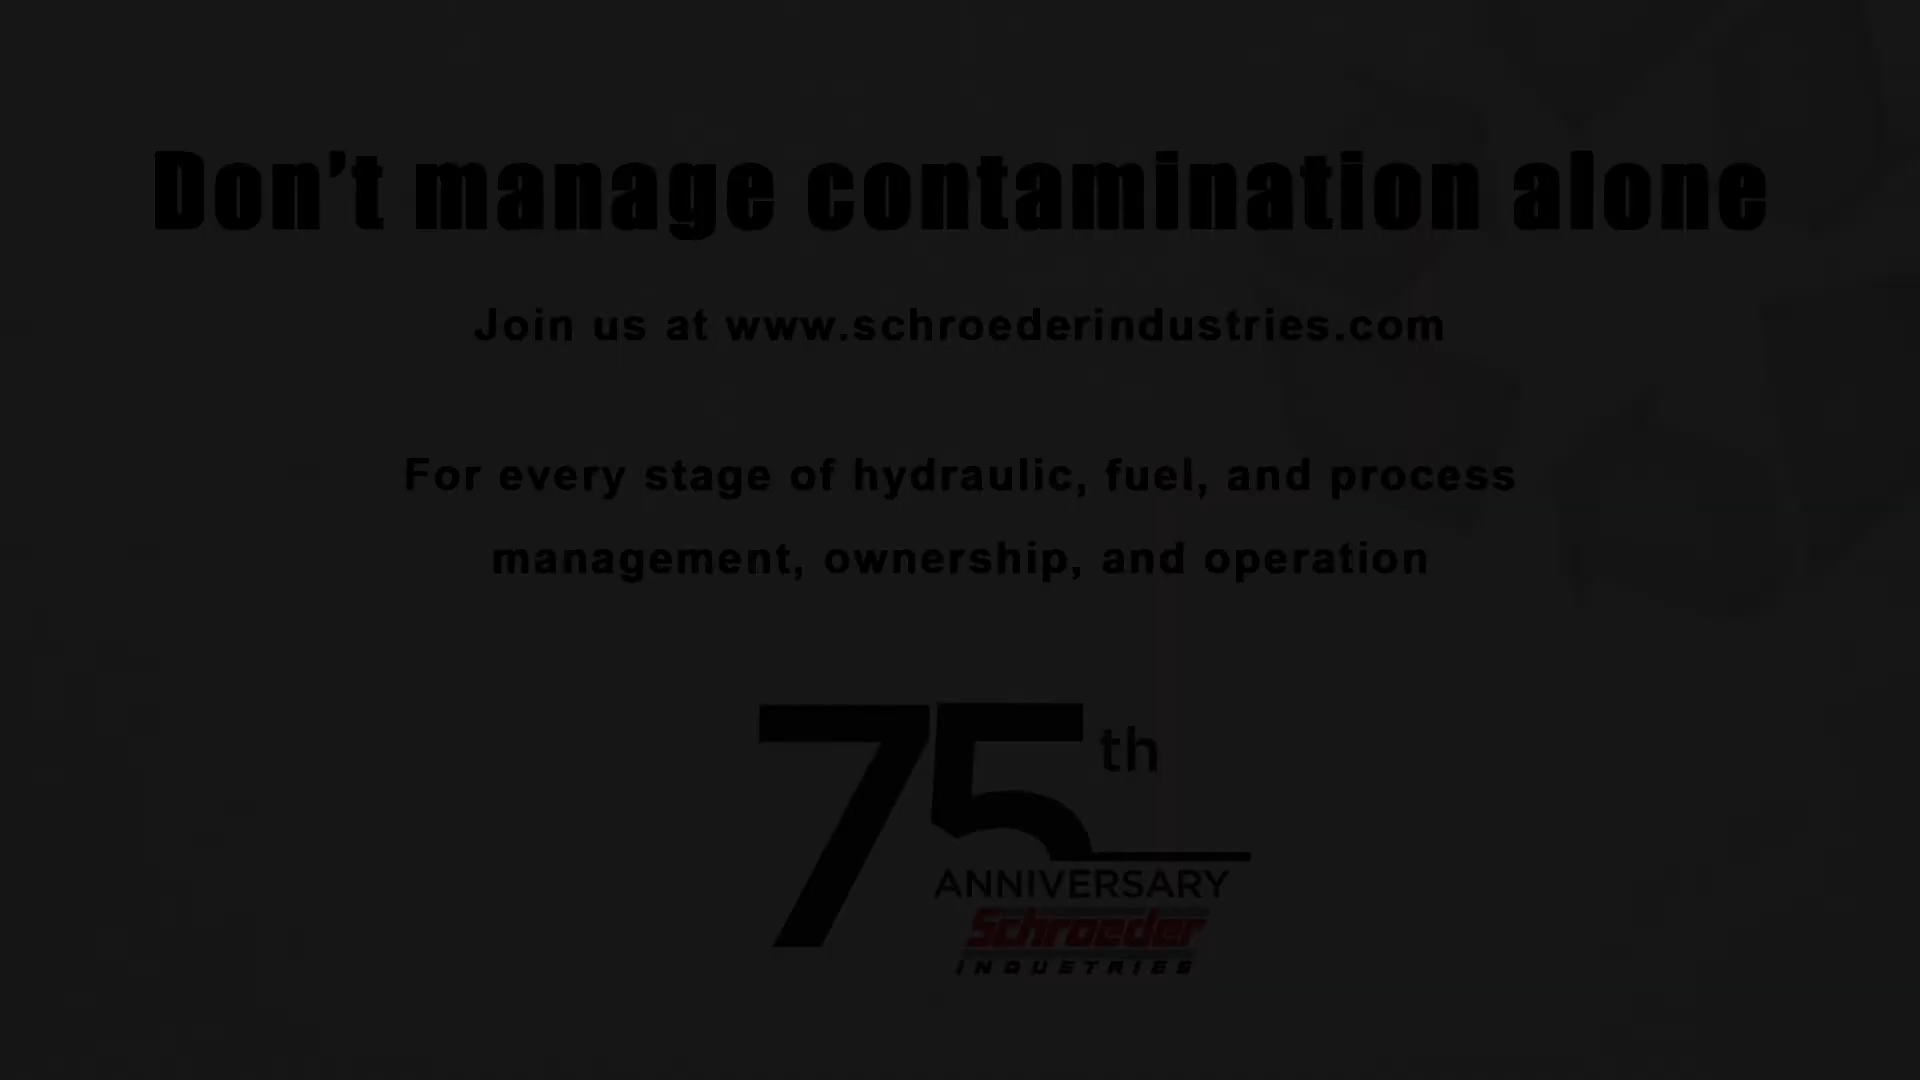 Don’t manage contamination alone
Join us at www.schroederindustries.com
For every stage of hydraulic, fuel, and process
management, ownership, and operation
75th
ANNIVERSARY
Schroeder
INDUSTRIES